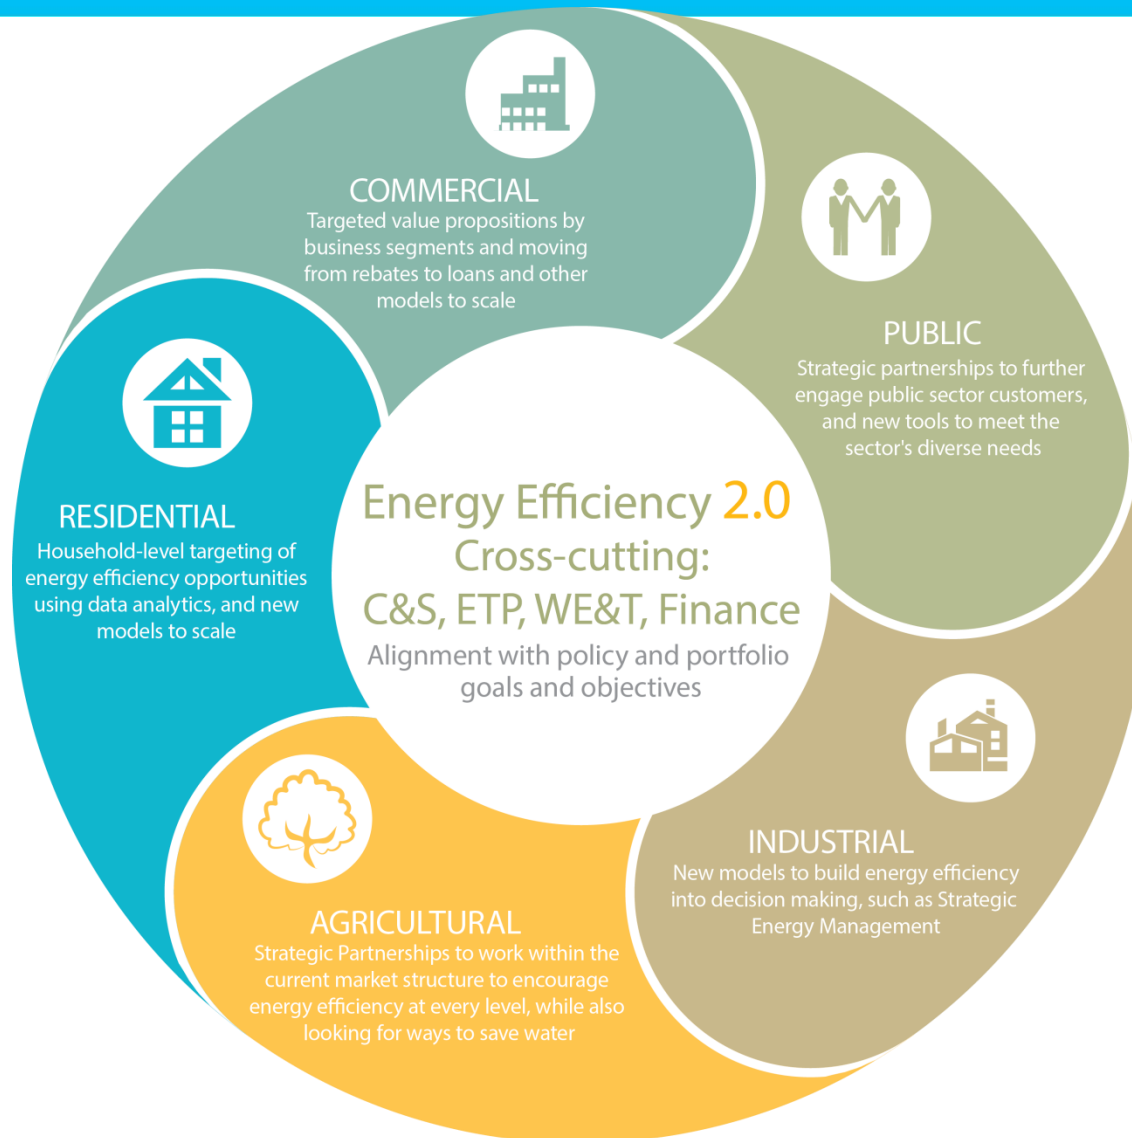 COMMERCIAL
Targeted value propositions by
business segments and moving
from rebates to loans and other
models to scale
PUBLIC
Strategic partnerships to further
engage public sector customers,
and new tools to meet the
sector's diverse needs
RESIDENTIAL
Household-level targeting of
energy efficiency opportunities
using data analytics, and new
models to scale
Energy Efficiency 2.0
Cross-cutting:
C&S, ETP, WE&T, Finance
Alignment with policy and portfolio
goals and objectives
INDUSTRIAL
New models to build energy efficiency
into decision making, such as Strategic
Energy Management
AGRICULTURAL
Strategic Partnerships to work within the
current market structure to encourage
energy efficiency at every level, while also
looking for ways to save water